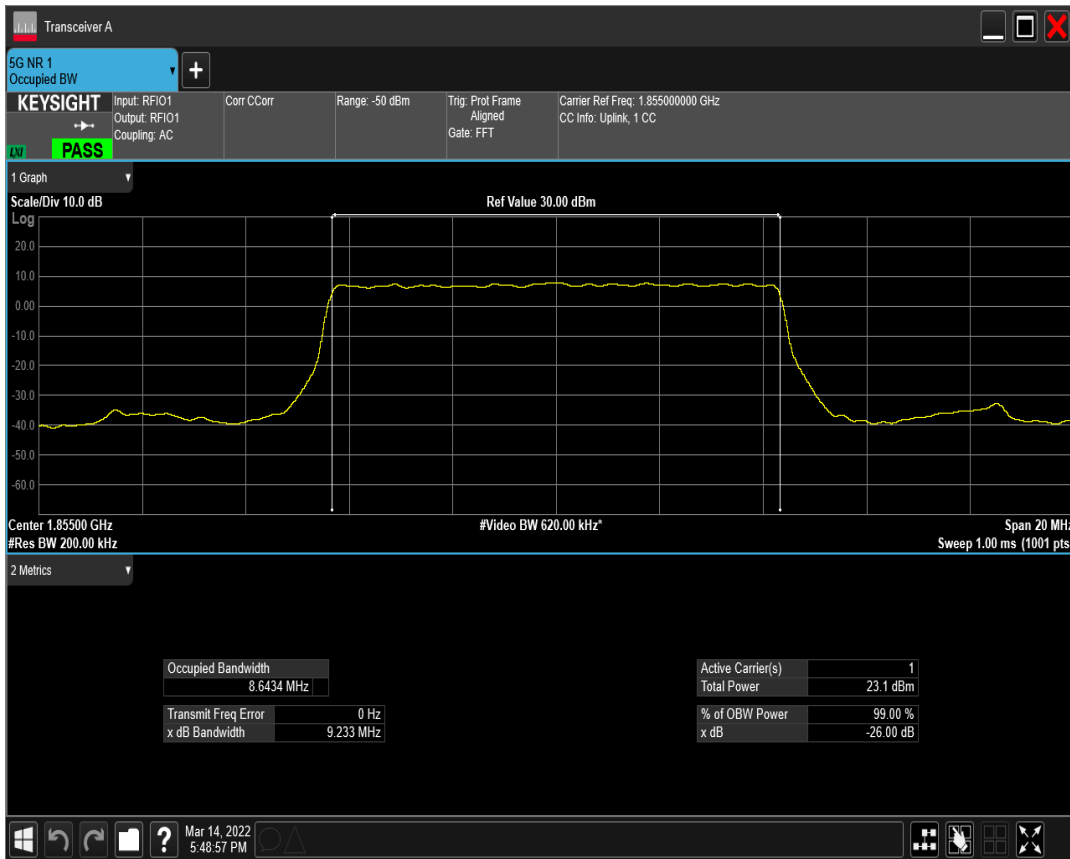 Transceiver A
5G NR 1
Occupied BW
+
KEYSIGHT
LXI
PASS
Input: RFIO1
Output: RFIO1
Coupling: AC
Corr CCorr
Range: -50 dBm
Trig: Prot Frame
Aligned
Gate: FFT
Carrier Ref Freq: 1.855000000 GHz
CC Info: Uplink, 1 CC
1 Graph
Scale/Div 10.0 dB
Ref Value 30.00 dBm
Log
20.0
10.0
0.00
-10.0
-20.0
-30.0
-40.0
-50.0
-60.0
Center 1.85500 GHz
#Video BW 620.00 kHz*
Span 20 MHz
#Res BW 200.00 kHz
Sweep 1.00 ms (1001 pts
2 Metrics
Occupied Bandwidth
8.6434 MHz
Transmit Freq Error 0 Hz
x dB Bandwidth 9.233 MHz
Active Carrier(s) 1
Total Power 23.1 dBm
% of OBW Power 99.00 %
x dB -26.00 dB
?
Mar 14, 2022
5:48:57 PM